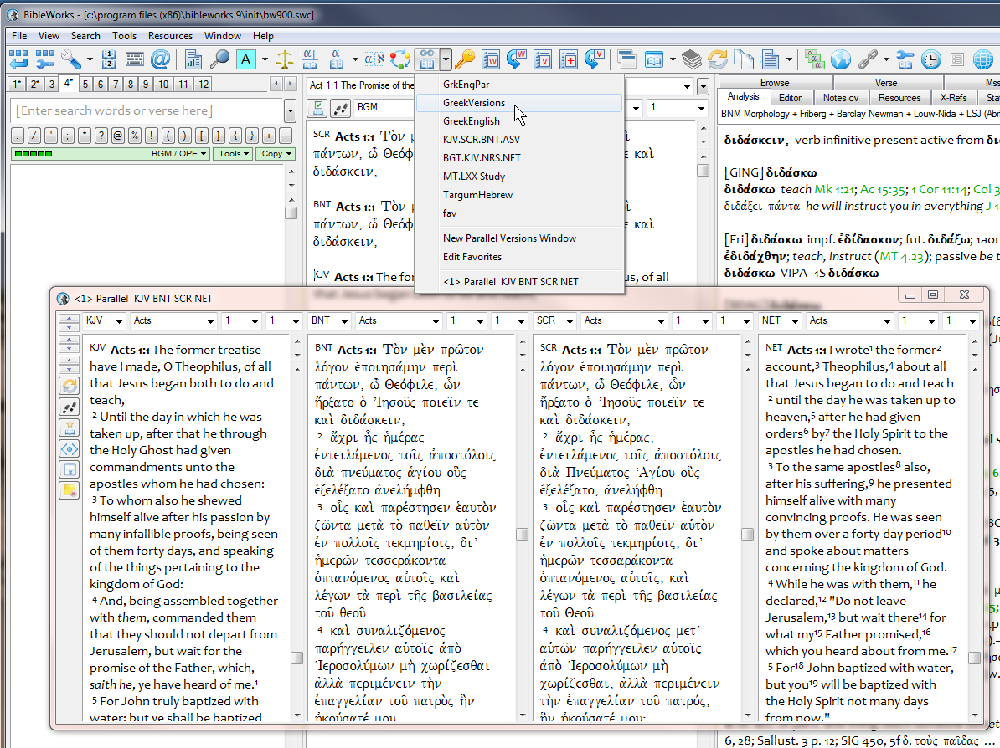 BibleWorks - [c:\program files (x86)\bibleworks 9\init\bw900.swc]
File View Search Tools Resources Window Help
1* 2* 3 4* 5 6 7 8 9 10 11 12
[Enter search words or verse here]
. / ' ; * ? @ % ! ( ) [ ] { } + -
BGM / OPE Tools Copy
Act 1:1 The Promise of the
BGM
1
SCR Acts 1:1 Τὸν
πάντων, ὦ Θεόφ
καὶ
διδάσκειν,
BNT Acts 1:1 Τὸν
πάντων, ὦ Θεόφ
καὶ
διδάσκειν,
KJV Acts 1:1 The form
us, of all
that Jesus began
GrkEngPar
GreekVersions
GreekEnglish
KJV.SCR.BNT.ASV
BGT.KJV.NRS.NET
MT.LXX Study
TargumHebrew
fav
New Parallel Versions Window
Edit Favorites
<1> Parallel KJV BNT SCR NET
Browse Verse
Analysis Editor Notes cv Resources X-Refs
BNM Morphology + Friberg + Barclay Newman + Louw-Nida + LSJ
διδάσκειν, verb infinitive present active from
[GING] διδάσκω
διδάσκω teach Mk 1:21; Ac 15:35; 1 Cor 11:14; Col
διδάξει πάντα he will instruct you in everything J
[Fri] διδάσκω impf. ἐδίδασκον; fut. διδάξω; 1aor
ἐδιδάχθην; teach, instruct (MT 4.23); passive be
διδάσκω VIPA--1S διδάσκω
<1> Parallel KJV BNT SCR NET
KJV Acts 1 1
KJV Acts 1:1 The former treatise
have I made, O Theophilus, of all
that Jesus began both to do and
teach,
2 Until the day in which he was
taken up, after that he through
the Holy Ghost had given
commandments unto the
apostles whom he had chosen:
3 To whom also he shewed
himself alive after his passion by
many infallible proofs, being seen
of them forty days, and speaking
of the things pertaining to the
kingdom of God:
4 And, being assembled together
with them, commanded them
that they should not depart from
Jerusalem, but wait for the
promise of the Father, which,
saith he, ye have heard of me.1
5 For John truly baptized with
water; but ye shall be baptized
BNT Acts 1 1
BNT Acts 1:1 Τὸν μὲν πρῶτον
λόγον ἐποιησάμην περὶ
πάντων, ὦ Θεόφιλε, ὧν
ἤρξατο ὁ Ἰησοῦς ποιεῖν τε
καὶ διδάσκειν,
2 ἄχρι ἧς ἡμέρας
ἐντειλάμενος τοῖς ἀποστόλοις
διὰ πνεύματος ἁγίου οὓς
ἐξελέξατο ἀνελήμφθη.
3 οἷς καὶ παρέστησεν ἑαυτὸν
ζῶντα μετὰ τὸ παθεῖν αὐτὸν
ἐν πολλοῖς τεκμηρίοις, δι᾽
ἡμερῶν τεσσεράκοντα
ὀπτανόμενος αὐτοῖς καὶ
λέγων τὰ περὶ τῆς βασιλείας
τοῦ θεοῦ·
4 καὶ συναλιζόμενος
παρήγγειλεν αὐτοῖς ἀπὸ
Ἱεροσολύμων μὴ χωρίζεσθαι
ἀλλὰ περιμένειν τὴν
ἐπαγγελίαν τοῦ πατρὸς ἣν
ἠκούσατέ μου,
SCR Acts 1 1
SCR Acts 1:1 Τὸν μὲν πρῶτον
λόγον ἐποιησάμην περὶ
πάντων, ὦ Θεόφιλε, ὧν
ἤρξατο ὁ Ἰησοῦς ποιεῖν τε
καὶ διδάσκειν,
2 ἄχρι ἧς ἡμέρας,
ἐντειλάμενος τοῖς ἀποστόλοις
διὰ Πνεύματος Ἁγίου οὓς
ἐξελέξατο, ἀνελήφθη·
3 οἷς καὶ παρέστησεν ἑαυτὸν
ζῶντα μετὰ τὸ παθεῖν αὐτὸν
ἐν πολλοῖς τεκμηρίοις, δι᾽
ἡμερῶν τεσσαράκοντα
ὀπτανόμενος αὐτοῖς, καὶ
λέγων τὰ περὶ τῆς βασιλείας
τοῦ Θεοῦ.
4 καὶ συναλιζόμενος μετ᾽
αὐτῶν παρήγγειλεν αὐτοῖς
ἀπὸ Ἱεροσολύμων μὴ
χωρίζεσθαι, ἀλλὰ περιμένειν
τὴν ἐπαγγελίαν τοῦ πατρός,
ἣν ἠκούσατέ μου·
NET Acts 1 1
NET Acts 1:1 I wrote1 the former2
account,3 Theophilus,4 about all
that Jesus began to do and teach
2 until the day he was taken up to
heaven,5 after he had given
orders6 by7 the Holy Spirit to the
apostles he had chosen.
3 To the same apostles8 also,
after his suffering,9 he presented
himself alive with many
convincing proofs. He was seen
by them over a forty-day period10
and spoke about matters
concerning the kingdom of God.
4 While he was with them,11 he
declared,12 "Do not leave
Jerusalem,13 but wait there14 for
what my15 Father promised,16
which you heard about from me.17
5 For18 John baptized with water,
but you19 will be baptized with
the Holy Spirit not many days
from now."
6, 28; Sallust. 3 p. 12; SIG 450, 5f δ. τοὺς παῖδας ...